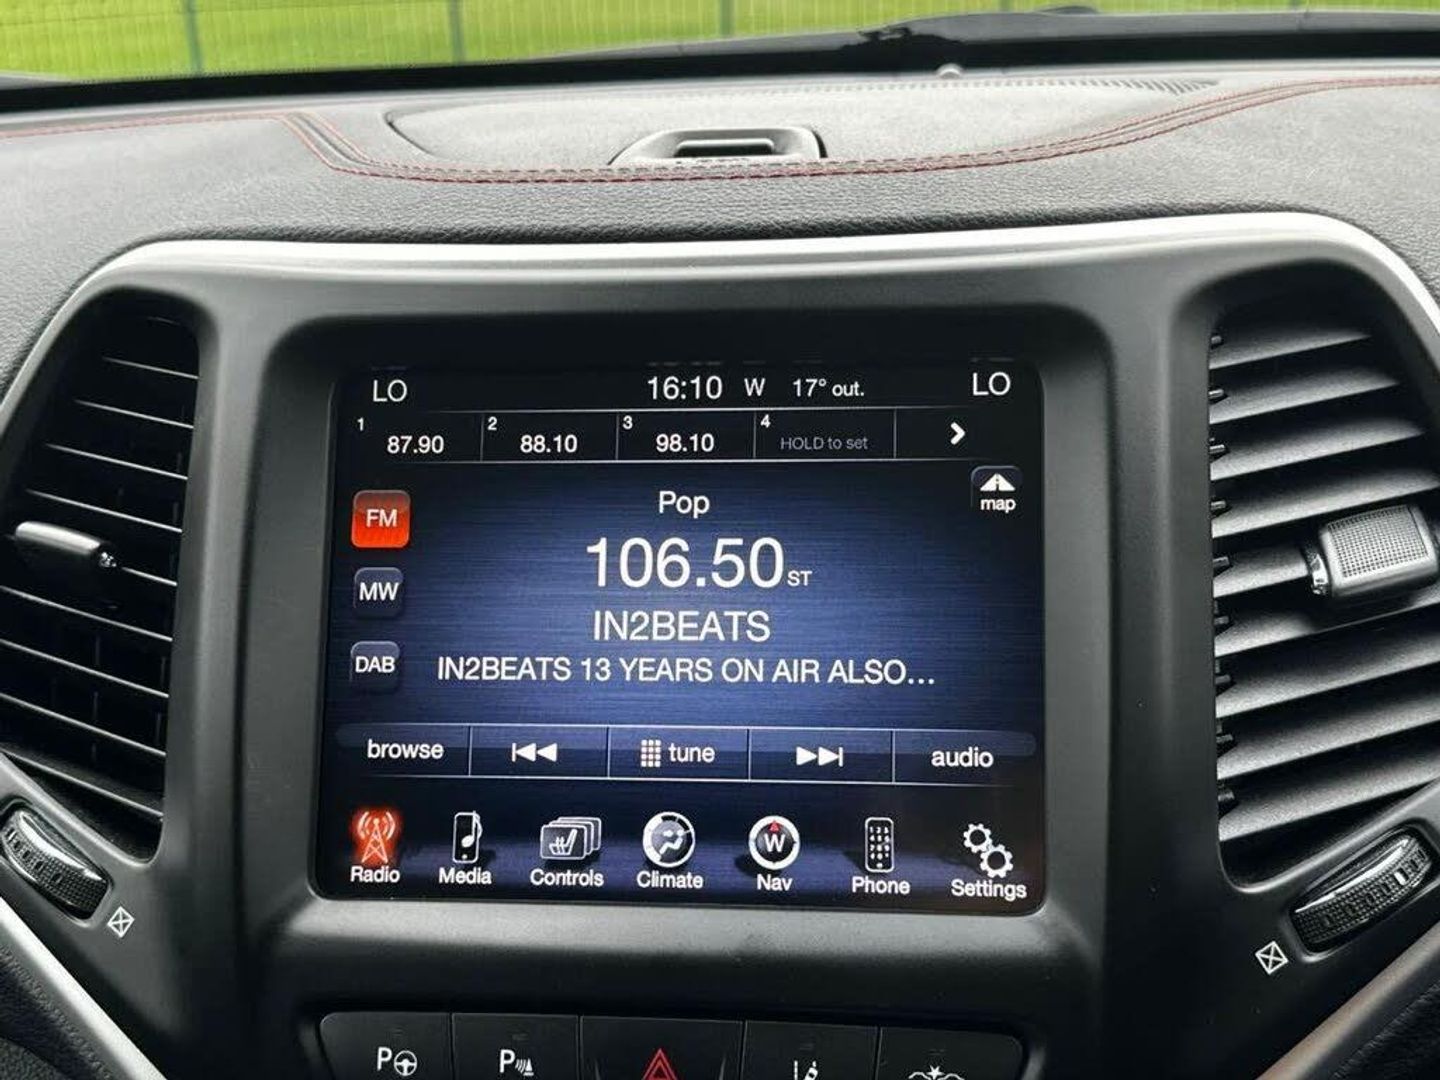 LO 16:10 W 17° out. LO
1 87.90 2 88.10 3 98.10 4 HOLD to set
map
Pop
FM
106.50 ST
MW
IN2BEATS
DAB
IN2BEATS 13 YEARS ON AIR ALSO...
browse tune audio
Radio Media Controls Climate W Nav Phone Settings
P P